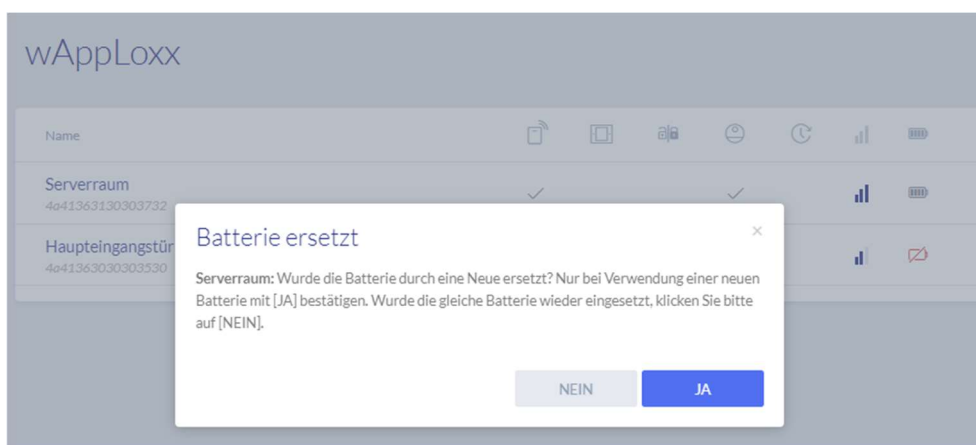 wAppLoxx
Name
Serverraum
4a41363130303732
Haupteingangstür
4a41363030303530
Batterie ersetzt
Serverraum: Wurde die Batterie durch eine Neue ersetzt? Nur bei Verwendung einer neuen
Batterie mit [JA] bestätigen. Wurde die gleiche Batterie wieder eingesetzt, klicken Sie bitte
auf [NEIN].
NEIN
JA